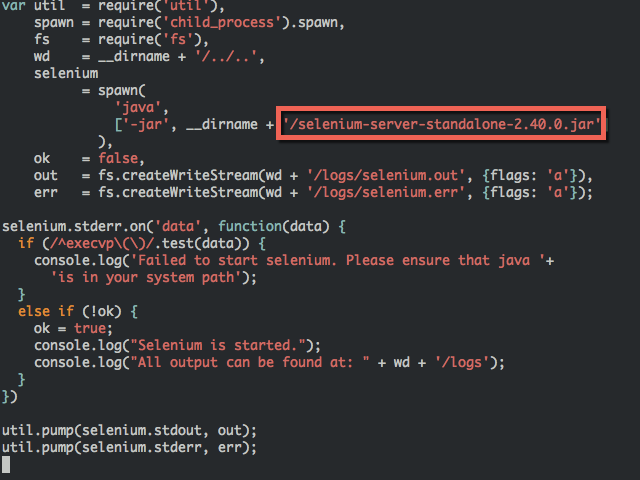 var util  = require('util'),
    spawn = require('child_process').spawn,
    fs    = require('fs'),
    wd    = __dirname + '/../..',
    selenium
          = spawn(
              'java',
              ['-jar', __dirname + '/selenium-server-standalone-2.40.0.jar']
            ),
    ok    = false,
    out   = fs.createWriteStream(wd + '/logs/selenium.out', {flags: 'a'}),
    err   = fs.createWriteStream(wd + '/logs/selenium.err', {flags: 'a'});

selenium.stderr.on('data', function(data) {
  if (/^execvp\(\)/.test(data)) {
    console.log('Failed to start selenium. Please ensure that java '+
      'is in your system path');
  }
  else if (!ok) {
    ok = true;
    console.log("Selenium is started.");
    console.log("All output can be found at: " + wd + '/logs');
  }
})

util.pump(selenium.stdout, out);
util.pump(selenium.stderr, err);